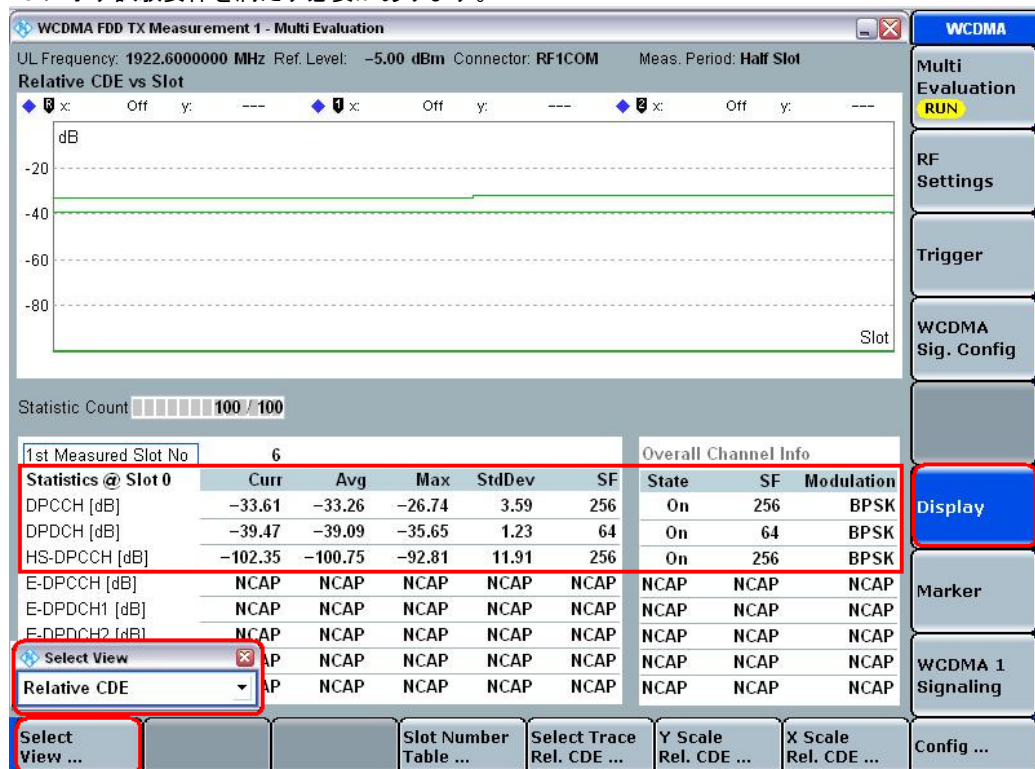 WCDMA FDD TX Measurement 1 - Multi Evaluation
WCDMA
UL Frequency: 1922.6000000 MHz Ref. Level: -5.00 dBm Connector: RF1COM Meas. Period: Half Slot
Relative CDE vs Slot
R x: Off y: --- 1 x: Off y: --- 2 x: Off y: ---
dB
-20
-40
-60
-80
Slot
Multi Evaluation RUN
RF Settings
Trigger
WCDMA Sig. Config
Display
Marker
WCDMA 1 Signaling
Config ...
Statistic Count 100 / 100
1st Measured Slot No 6 Overall Channel Info
Statistics @ Slot 0 Curr Avg Max StdDev SF State SF Modulation
DPCCH [dB] -33.61 -33.26 -26.74 3.59 256 On 256 BPSK
DPDCH [dB] -39.47 -39.09 -35.65 1.23 64 On 64 BPSK
HS-DPCCH [dB] -102.35 -100.75 -92.81 11.91 256 On 256 BPSK
E-DPCCH [dB] NCAP NCAP NCAP NCAP NCAP NCAP NCAP NCAP
E-DPDCH1 [dB] NCAP NCAP NCAP NCAP NCAP NCAP NCAP NCAP
E-DPDCH2 [dB] NCAP NCAP NCAP NCAP NCAP NCAP NCAP NCAP
AP NCAP NCAP NCAP NCAP NCAP NCAP NCAP
AP NCAP NCAP NCAP NCAP NCAP NCAP NCAP
Select View
Relative CDE
Select View ...
Slot Number Table ...
Select Trace Rel. CDE ...
Y Scale Rel. CDE ...
X Scale Rel. CDE ...